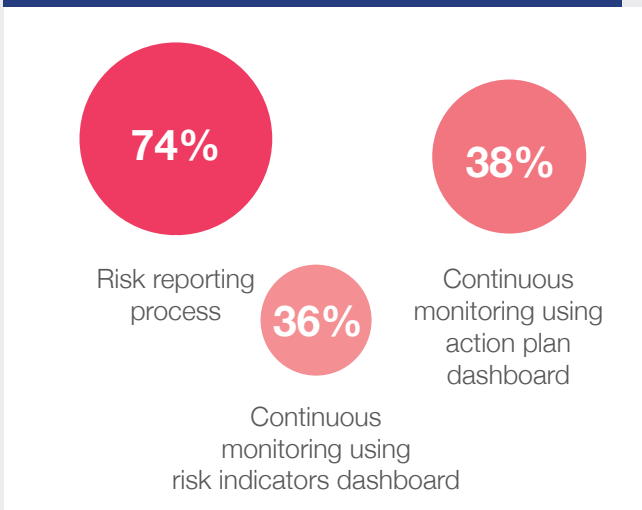 74%
Risk reporting
process
38%
Continuous
monitoring using
action plan
dashboard
36%
Continuous
monitoring using
risk indicators dashboard